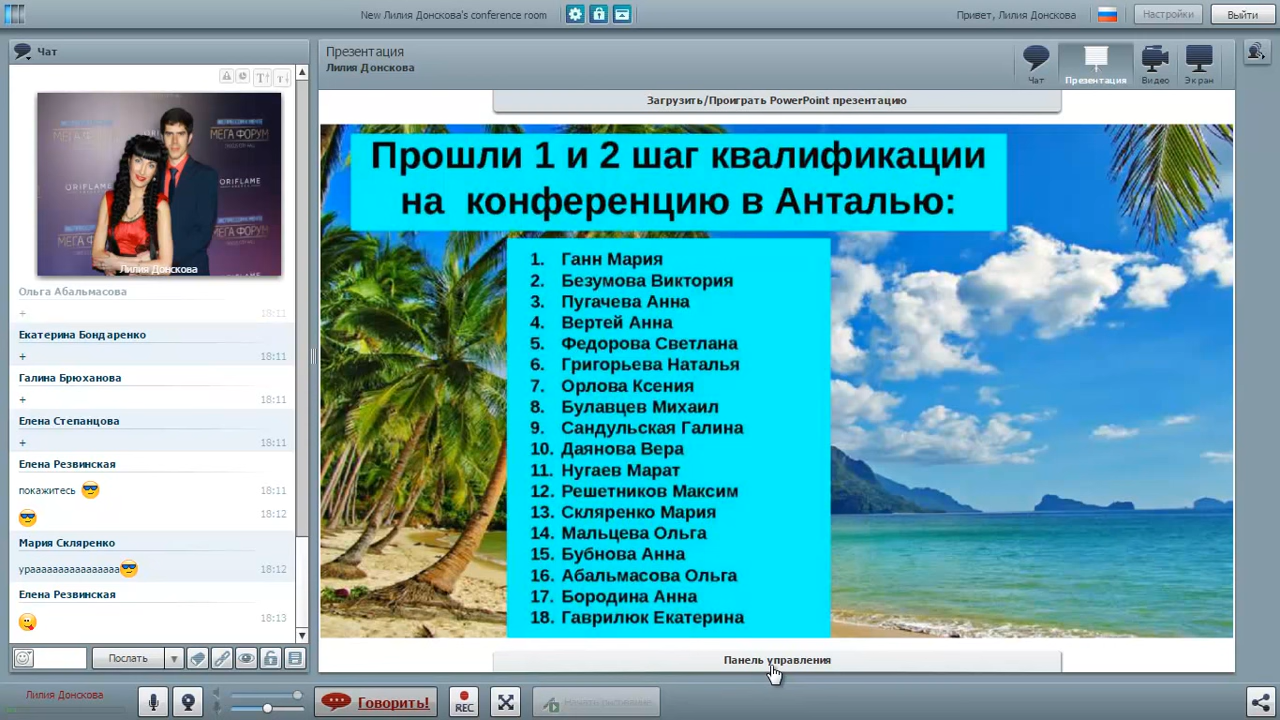 New Лилия Донскова's conference room
Привет, Лилия Донскова
Настройки
Выйти
Чат
T↑
T↓
МЕГА ФОРУМ
ORIFLAME
Лилия Донскова
Ольга Абальмасова
+
18:11
Екатерина Бондаренко
+
18:11
Галина Брюханова
+
18:11
Елена Степанцова
+
18:11
Елена Резвинская
покажитесь
18:11
18:12
Мария Скляренко
урааааааааааааааа
18:12
Елена Резвинская
18:13
Послать
Презентация
Лилия Донскова
Чат
Презентация
Видео
Экран
Загрузить/Проиграть PowerPoint презентацию
Прошли 1 и 2 шаг квалификации
на конференцию в Анталью:
1. Ганн Мария
2. Безумова Виктория
3. Пугачева Анна
4. Вертей Анна
5. Федорова Светлана
6. Григорьева Наталья
7. Орлова Ксения
8. Булавцев Михаил
9. Сандульская Галина
10. Даянова Вера
11. Нугаев Марат
12. Решетников Максим
13. Скляренко Мария
14. Мальцева Ольга
15. Бубнова Анна
16. Абальмасова Ольга
17. Бородина Анна
18. Гаврилюк Екатерина
Панель управления
Лилия Донскова
Говорить!
REC
Начать рисование